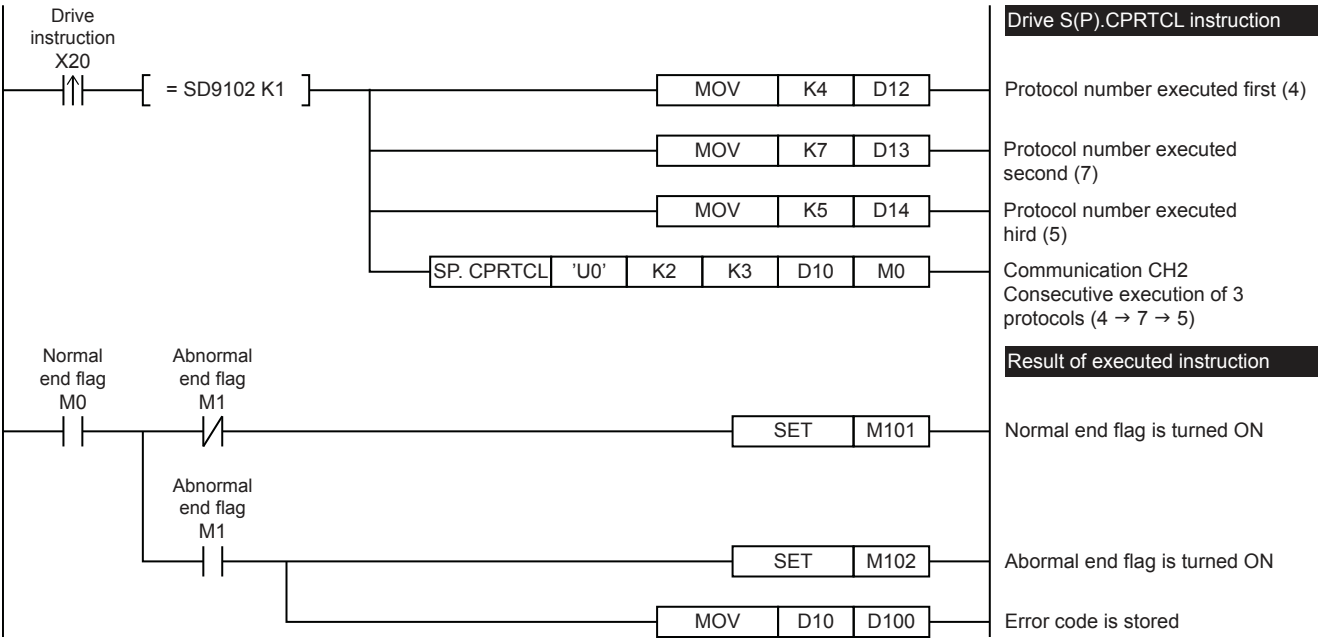 Drive
instruction
X20
= SD9102 K1
MOV K4 D12
Drive S(P).CPRTCL instruction
Protocol number executed first (4)
MOV K7 D13
Protocol number executed
second (7)
MOV K5 D14
Protocol number executed
hird (5)
SP. CPRTCL 'U0' K2 K3 D10 M0
Communication CH2
Consecutive execution of 3
protocols (4 → 7 → 5)
Normal
end flag
M0
Abnormal
end flag
M1
Result of executed instruction
SET M101
Normal end flag is turned ON
Abnormal
end flag
M1
SET M102
Abormal end flag is turned ON
MOV D10 D100
Error code is stored